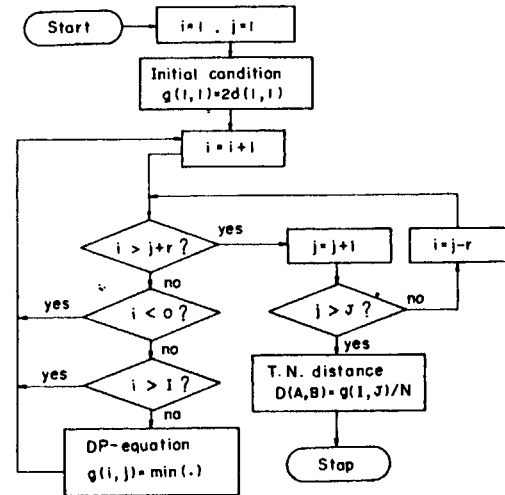 Start
i=1 , j=1
Initial condition
g(1,1)=2d(1,1)
i=i+1
i > j+r ?
yes
j=j+1
i=j-r
no
yes
i < 0 ?
j > J ?
no
no
yes
yes
i > I ?
T. N. distance
D(A,B)= g(I,J)/N
no
DP-equation
g(i,j)=min(.)
Stop